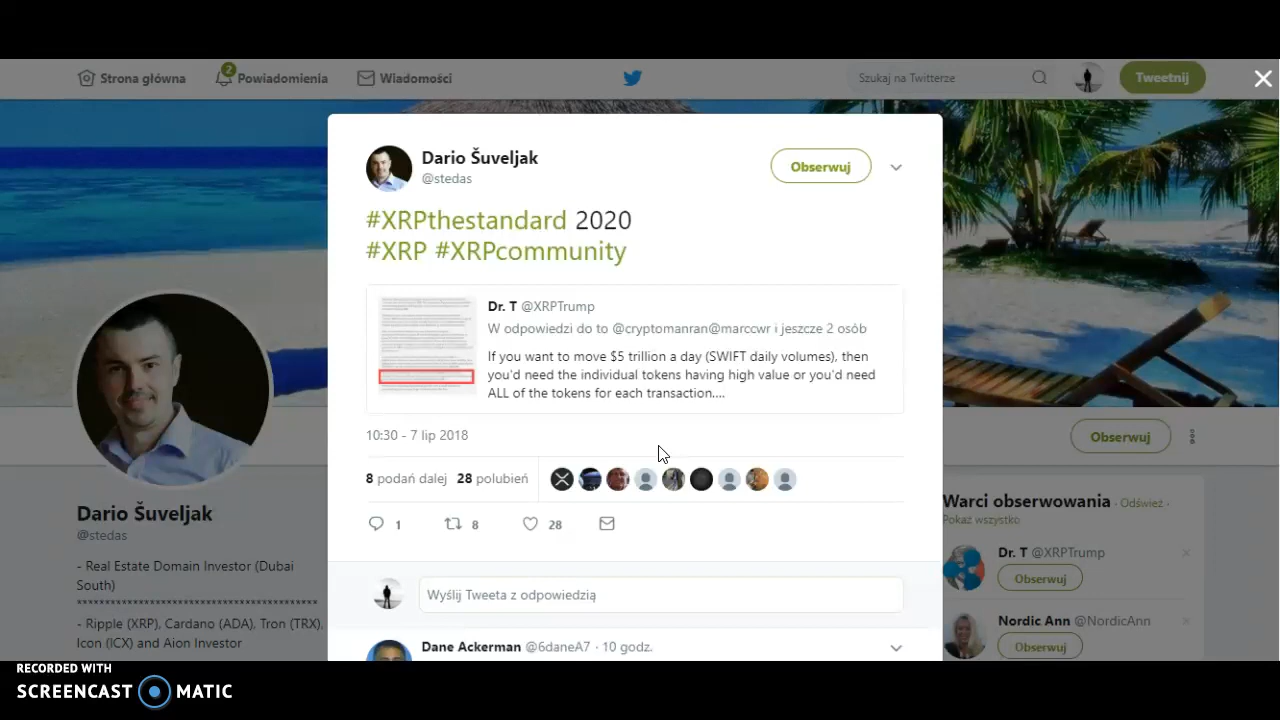 Strona główna
2
Powiadomienia
Wiadomości
Szukaj na Twitterze
Tweetnij
Dario Šuveljak
@stedas
Obserwuj
#XRPthestandard 2020
#XRP #XRPcommunity
Dr. T @XRPTrump
W odpowiedzi do to @cryptomanran@marccwr i jeszcze 2 osób
If you want to move $5 trillion a day (SWIFT daily volumes), then
you'd need the individual tokens having high value or you'd need
ALL of the tokens for each transaction....
10:30 - 7 lip 2018
8 podań dalej 28 polubień
1 8 28
Wyślij Tweeta z odpowiedzią
Dane Ackerman @6daneA7 · 10 godz.
Dario Šuveljak
@stedas
- Real Estate Domain Investor (Dubai
South)
****************************************
- Ripple (XRP), Cardano (ADA), Tron (TRX),
Icon (ICX) and Aion Investor
Obserwuj
Warci obserwowania · Odśwież ·
Pokaż wszystko
Dr. T @XRPTrump
Obserwuj
Nordic Ann @NordicAnn
Obserwuj
RECORDED WITH
SCREENCAST MATIC